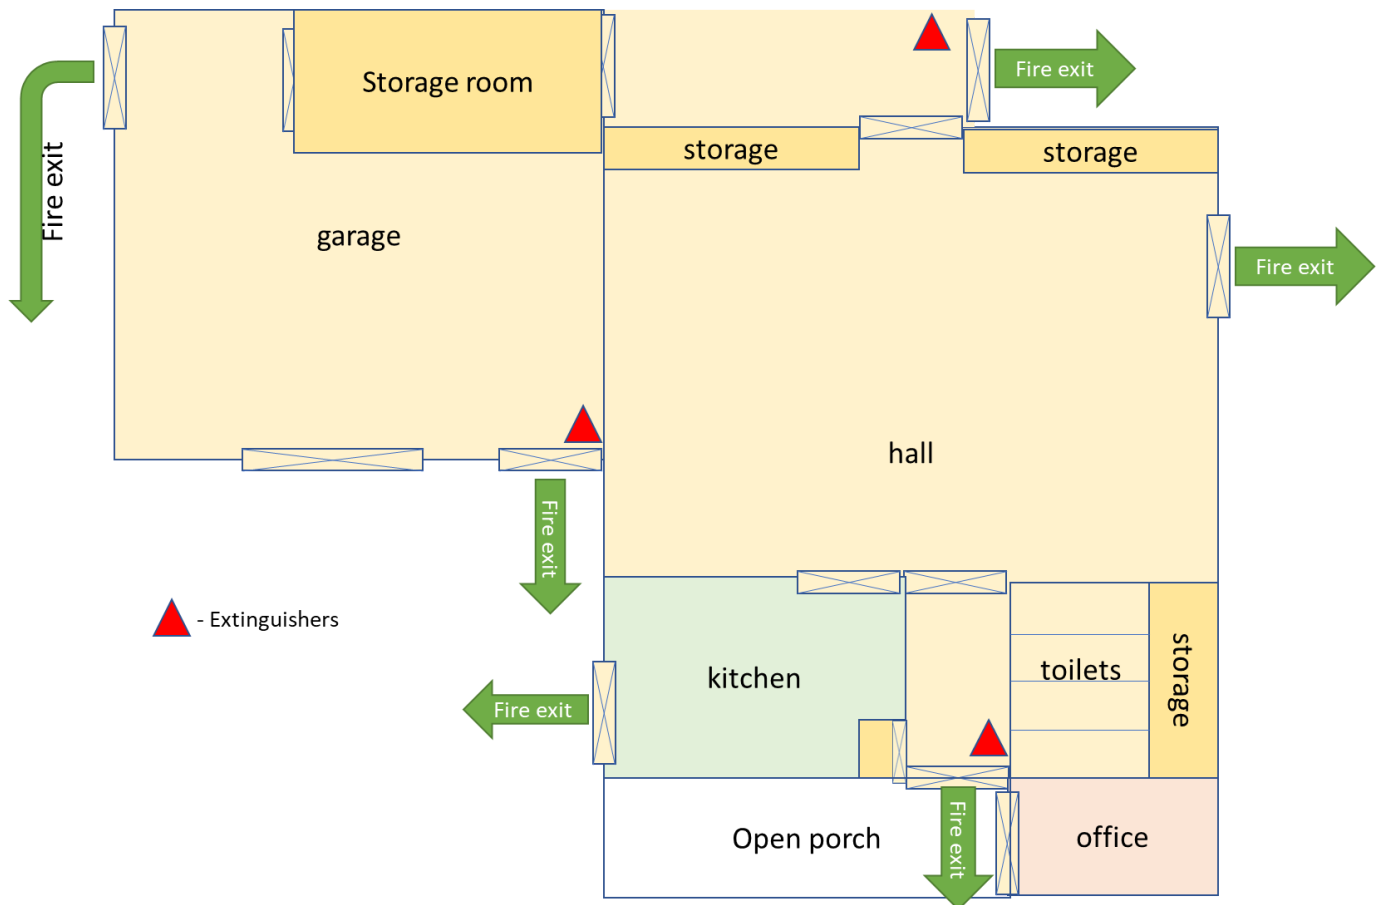 Storage room
Fire exit
storage
storage
Fire exit
garage
Fire exit
hall
Fire exit
- Extinguishers
kitchen
toilets
storage
Fire exit
Open porch
Fire exit
office